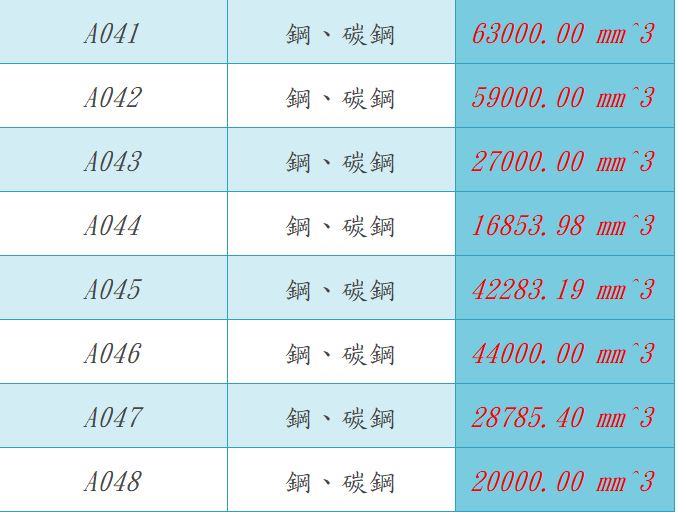 A041 鋼、碳鋼 63000.00 mm^3
A042 鋼、碳鋼 59000.00 mm^3
A043 鋼、碳鋼 27000.00 mm^3
A044 鋼、碳鋼 16853.98 mm^3
A045 鋼、碳鋼 42283.19 mm^3
A046 鋼、碳鋼 44000.00 mm^3
A047 鋼、碳鋼 28785.40 mm^3
A048 鋼、碳鋼 20000.00 mm^3